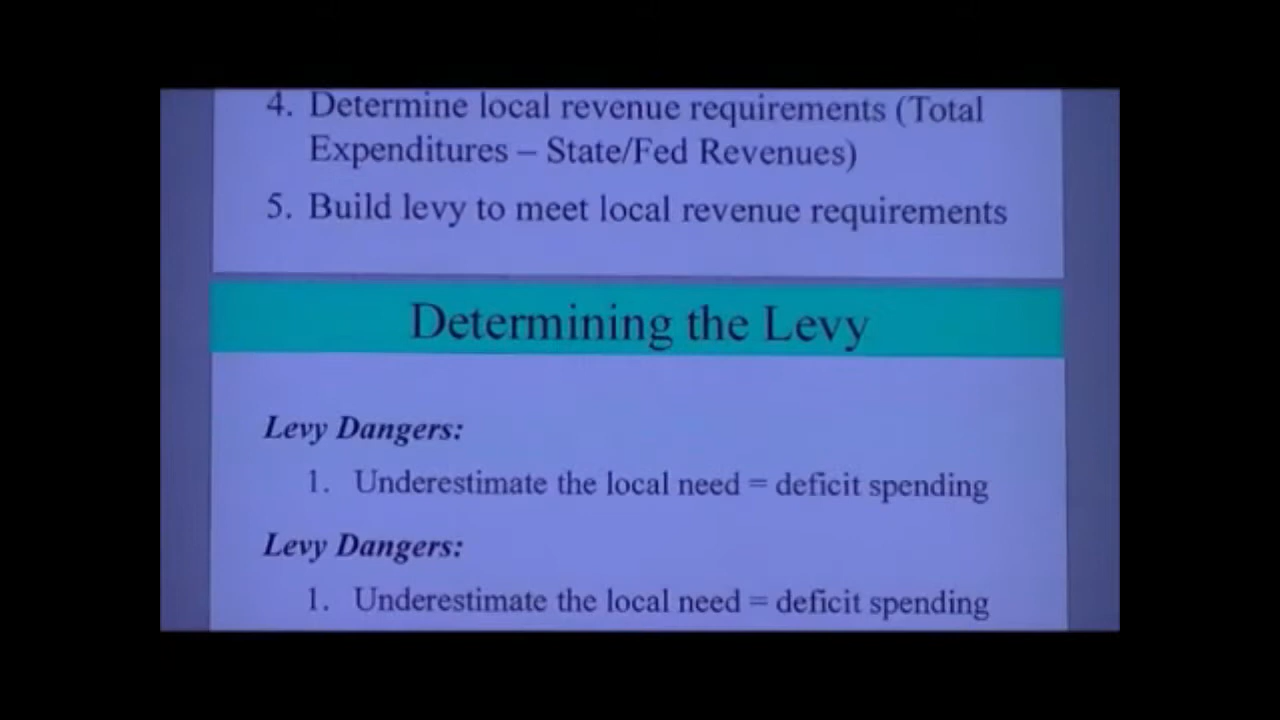 4. Determine local revenue requirements (Total
Expenditures – State/Fed Revenues)
5. Build levy to meet local revenue requirements
Determining the Levy
Levy Dangers:
1. Underestimate the local need = deficit spending
Levy Dangers:
1. Underestimate the local need = deficit spending